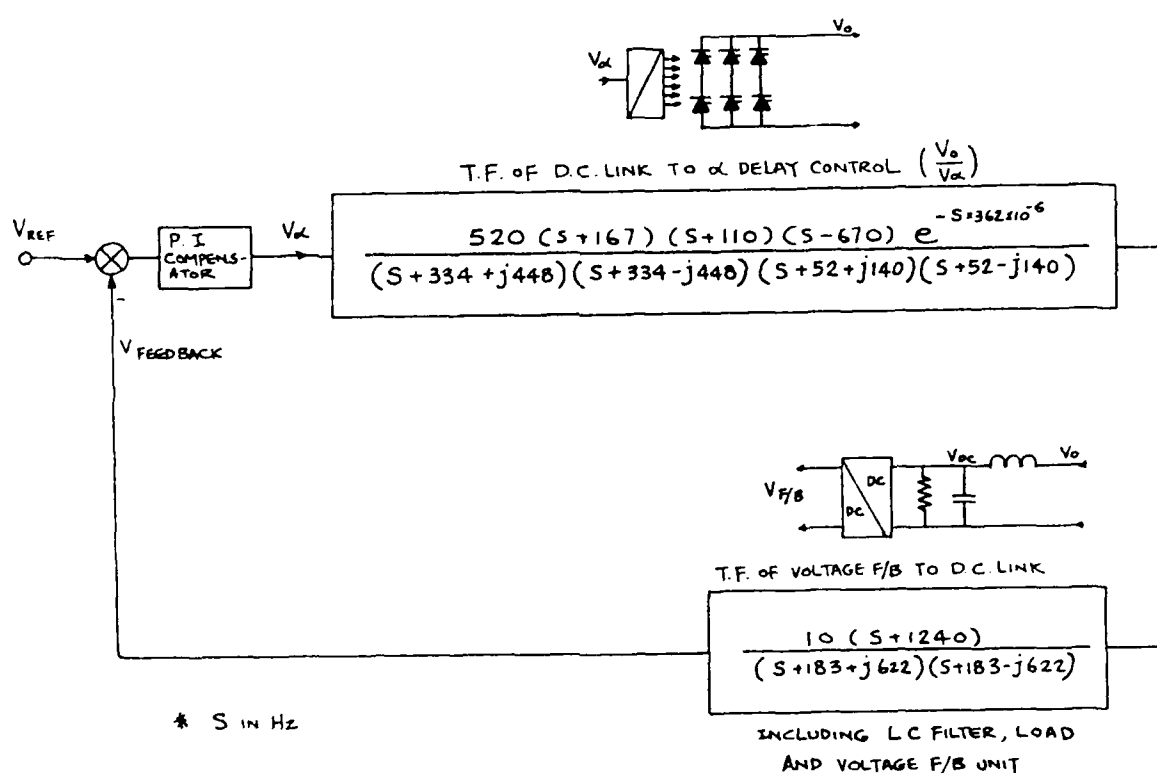 Vα
Vo
T.F. OF D.C. LINK TO α DELAY CONTROL (Vo/Vα)
VREF
P. I
COMPENS-
ATOR
Vα
520 (S+167) (S+110) (S-670) e^-S*362*10^-6
(S+334+j448)(S+334-j448)(S+52+j140)(S+52-j140)
-
V FEEDBACK
VF/B
DC
DC
VDC
Vo
T.F. OF VOLTAGE F/B TO D.C. LINK
10 (S+1240)
(S+183+j622)(S+183-j622)
* S IN HZ
INCLUDING LC FILTER, LOAD
AND VOLTAGE F/B UNIT